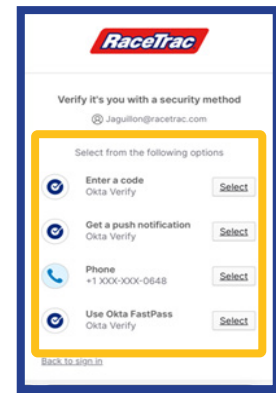 RaceTrac
Verify it's you with a security method
Jaguillon@racetrac.com
Select from the following options
Enter a code
Okta Verify
Select
Get a push notification
Okta Verify
Select
Phone
+1 XXX-XXX-0648
Select
Use Okta FastPass
Okta Verify
Select
Back to sign in